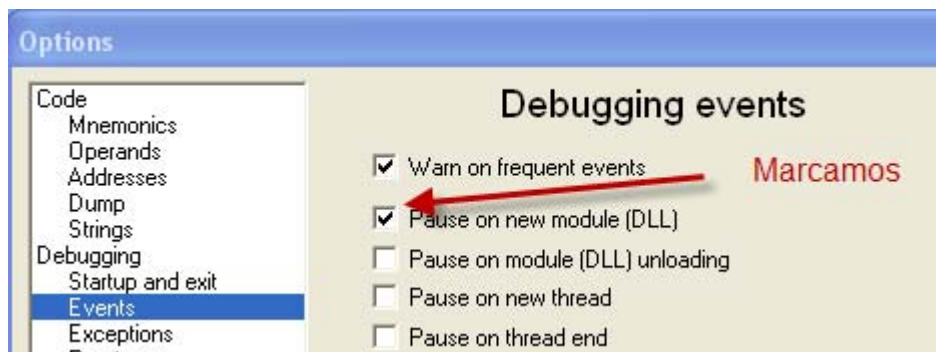 Options
Code
Mnemonics
Operands
Addresses
Dump
Strings
Debugging
Startup and exit
Events
Exceptions
Debugging events
Warn on frequent events
Marcamos
Pause on new module (DLL)
Pause on module (DLL) unloading
Pause on new thread
Pause on thread end